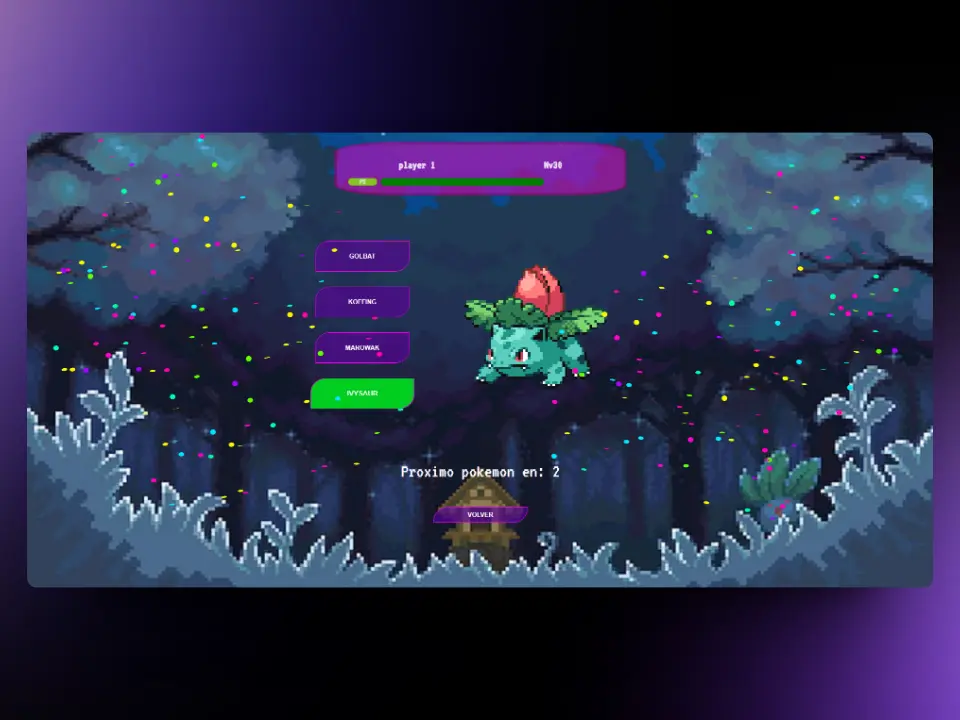 player 1
Nv30
PS
GOLBAT
KOFFING
MAROWAK
IVYSAUR
Proximo pokemon en: 2
VOLVER